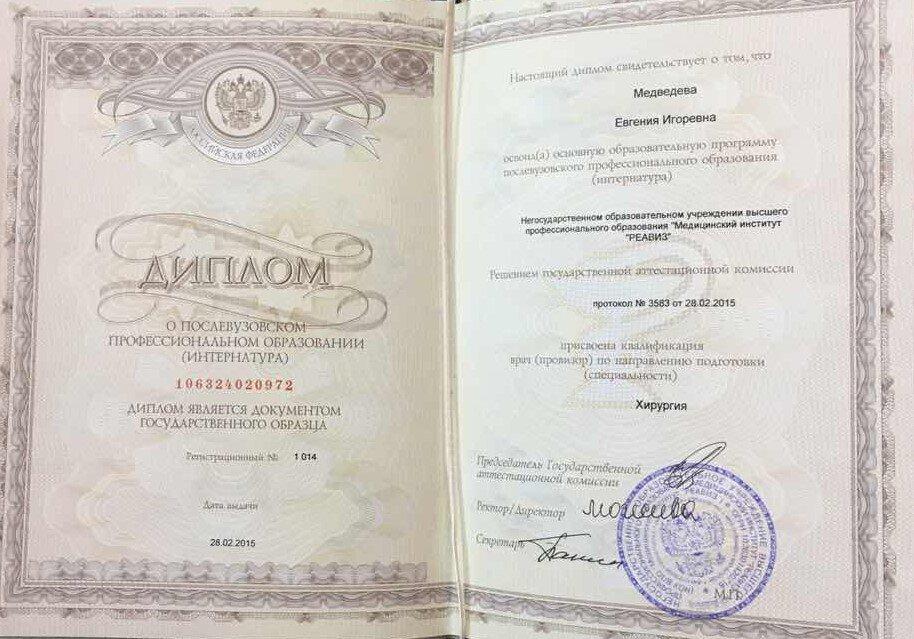 РОССИЙСКАЯ ФЕДЕРАЦИЯ
ДИПЛОМ
О ПОСЛЕВУЗОВСКОМ
ПРОФЕССИОНАЛЬНОМ ОБРАЗОВАНИИ
(ИНТЕРНАТУРА)
106324020972
ДИПЛОМ ЯВЛЯЕТСЯ ДОКУМЕНТОМ
ГОСУДАРСТВЕННОГО ОБРАЗЦА
Регистрационный № 1 014
Дата выдачи
28.02.2015
Настоящий диплом свидетельствует о том, что
Медведева
Евгения Игоревна
освоил(а) основную образовательную программу
послевузовского профессионального образования
(интернатура)
Негосударственном образовательном учреждении высшего
профессионального образования "Медицинский институт
"РЕАВИЗ"
Решением государственной аттестационной комиссии
протокол № 3583 от 28.02.2015
присвоена квалификация
врач (провизор) по направлению подготовки
(специальности)
Хирургия
Председатель Государственной
аттестационной комиссии
Ректор/Директор
Секретарь
М.П.